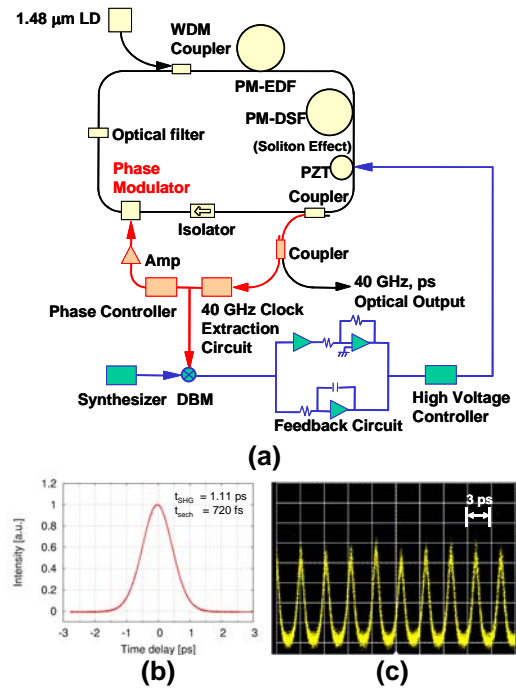 1.48 μm LD
WDM
Coupler
PM-EDF
PM-DSF
(Soliton Effect)
PZT
Optical filter
Phase
Modulator
Isolator
Coupler
Coupler
Amp
Phase Controller
40 GHz Clock
Extraction
Circuit
40 GHz, ps
Optical Output
Synthesizer
DBM
Feedback Circuit
High Voltage
Controller
(a)
tSHG = 1.11 ps
tsech = 720 fs
Intensity [a.u.]
1.2
1
0.8
0.6
0.4
0.2
0
-3 -2 -1 0 1 2 3
Time delay [ps]
(b)
3 ps
(c)